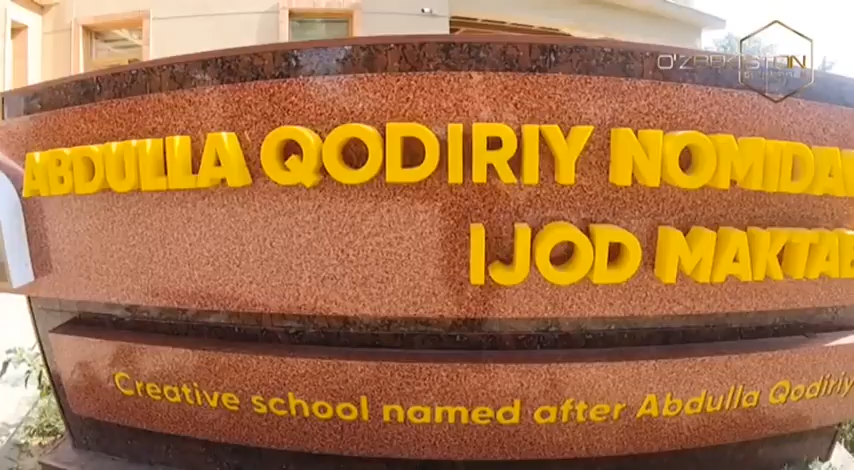 O'ZBEKISTON
ABDULLA QODIRIY NOMIDA
IJOD MAKTAB
Creative school named after Abdulla Qodiriy